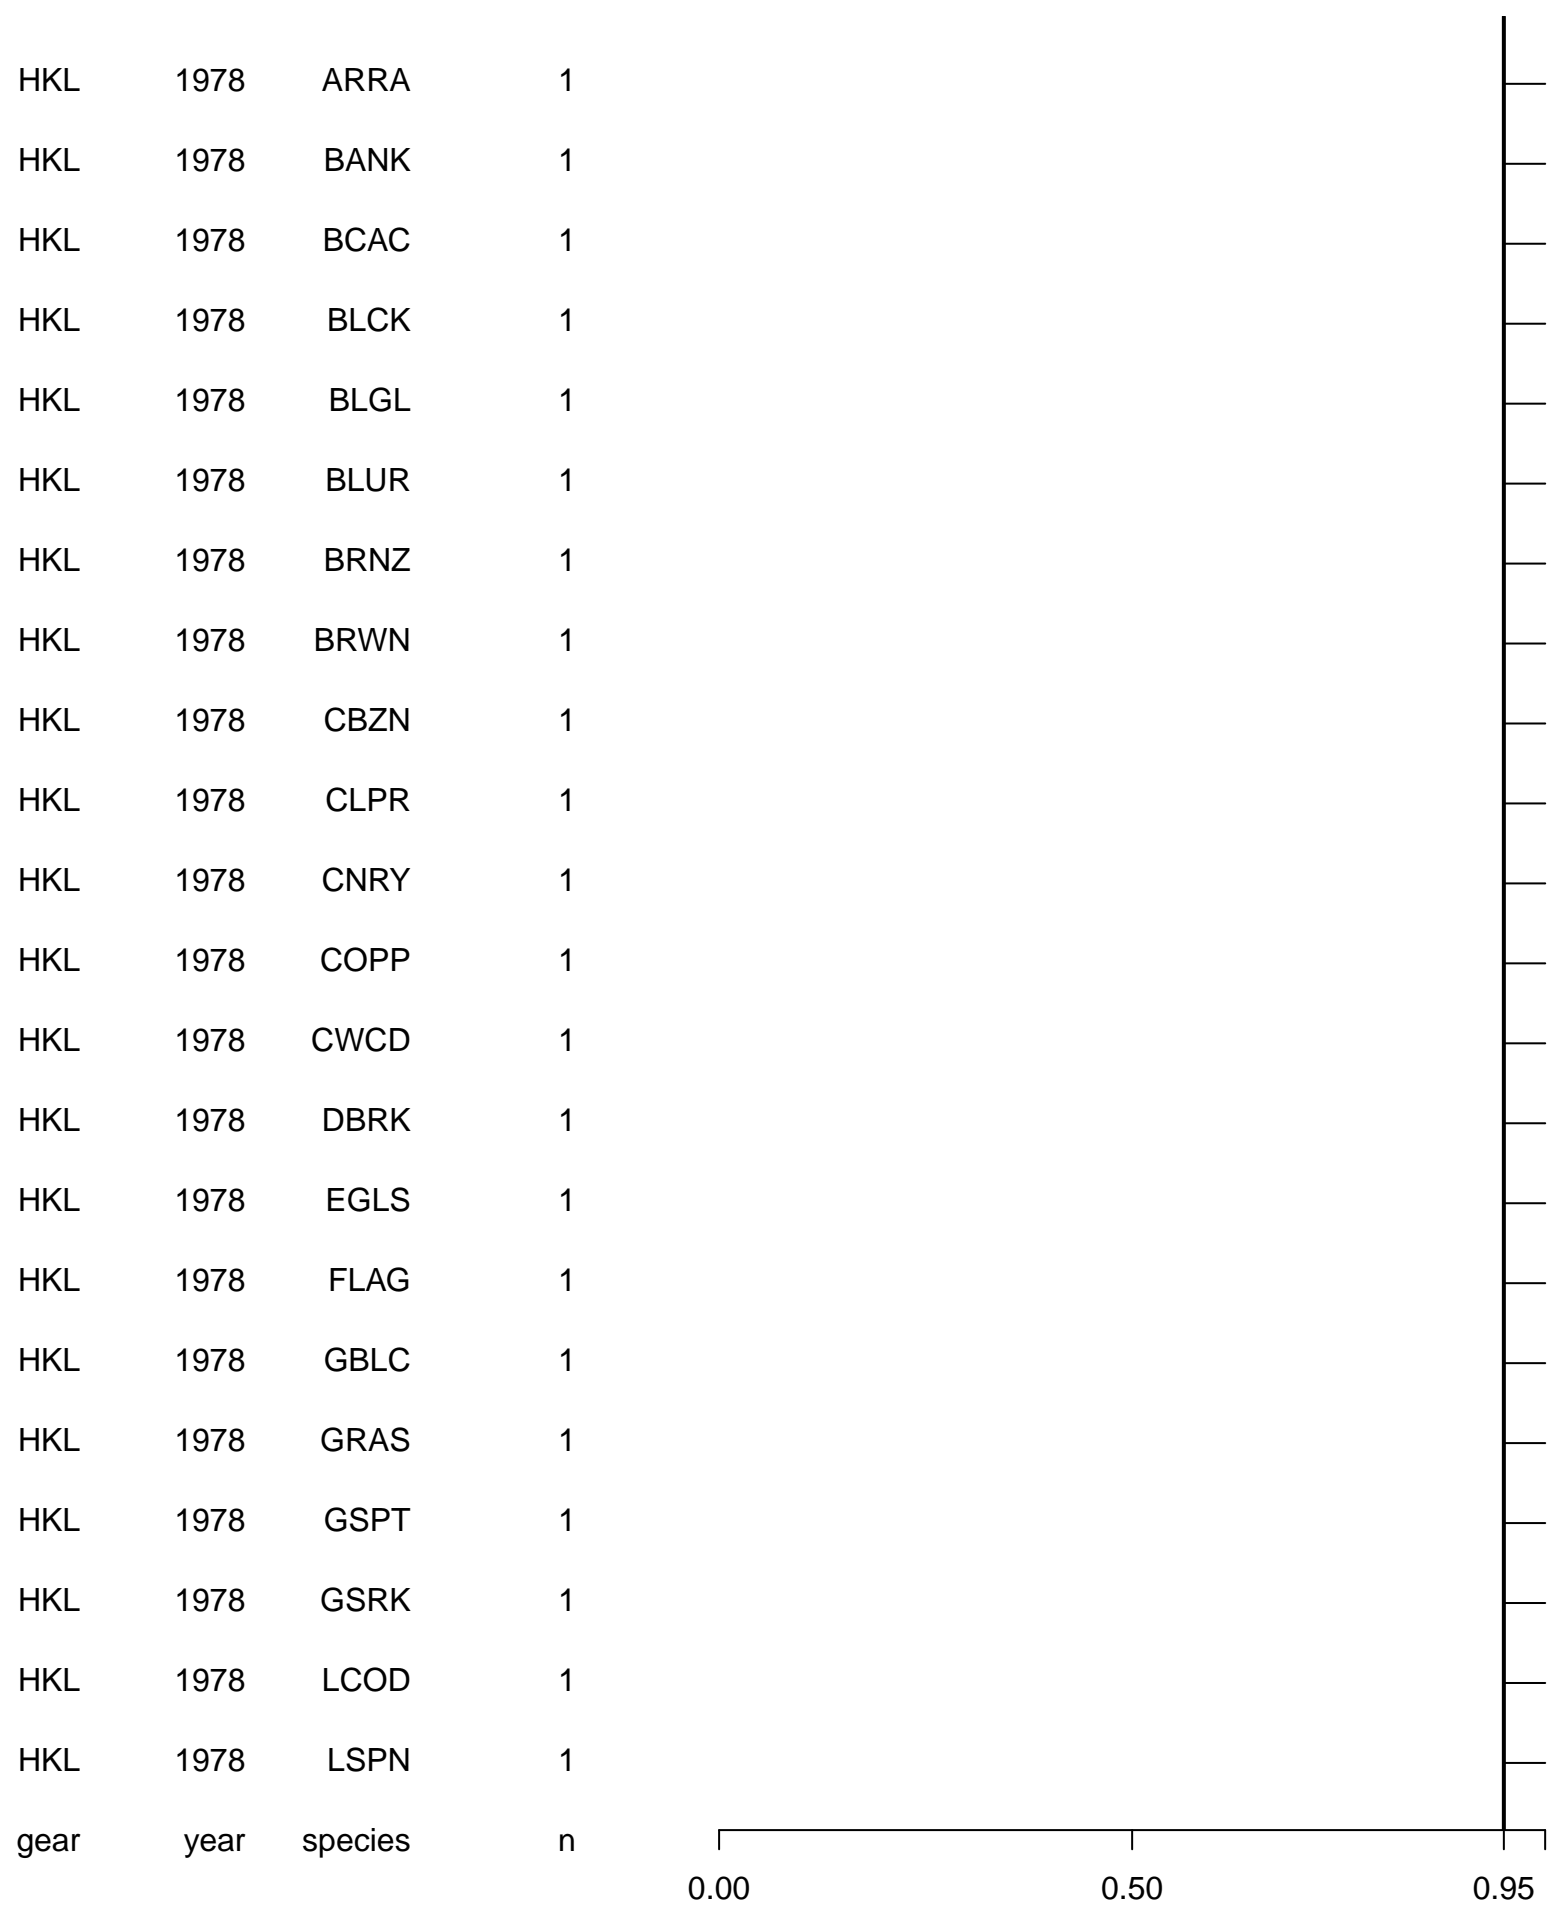 HKL 1978 ARRA 1
HKL 1978 BANK 1
HKL 1978 BCAC 1
HKL 1978 BLCK 1
HKL 1978 BLGL 1
HKL 1978 BLUR 1
HKL 1978 BRNZ 1
HKL 1978 BRWN 1
HKL 1978 CBZN 1
HKL 1978 CLPR 1
HKL 1978 CNRY 1
HKL 1978 COPP 1
HKL 1978 CWCD 1
HKL 1978 DBRK 1
HKL 1978 EGLS 1
HKL 1978 FLAG 1
HKL 1978 GBLC 1
HKL 1978 GRAS 1
HKL 1978 GSPT 1
HKL 1978 GSRK 1
HKL 1978 LCOD 1
HKL 1978 LSPN 1
gear year species n
0.00 0.50 0.95